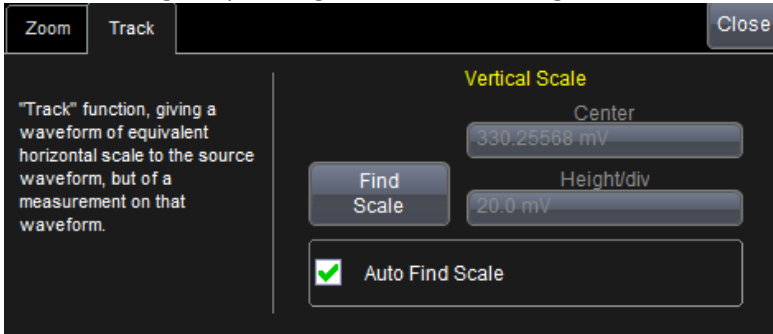 Zoom
Track
Close
"Track" function, giving a
waveform of equivalent
horizontal scale to the source
waveform, but of a
measurement on that
waveform.
Vertical Scale
Center
330.25568 mV
Find
Scale
Height/div
20.0 mV
Auto Find Scale